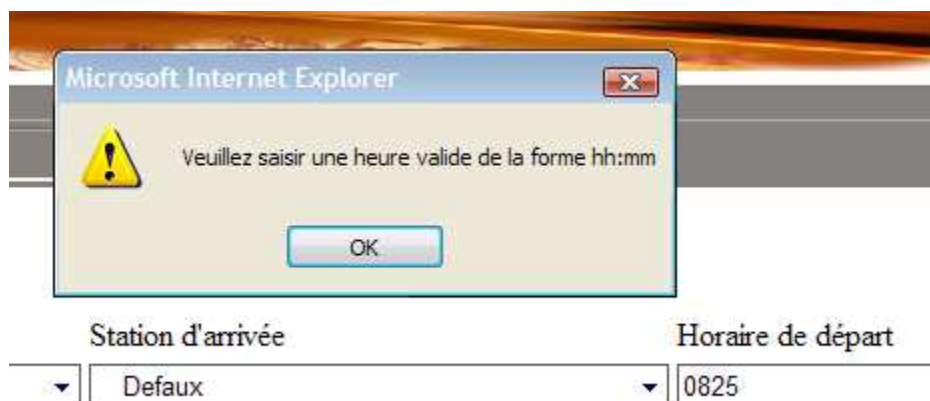 Microsoft Internet Explorer
Veuillez saisir une heure valide de la forme hh:mm
OK
Station d'arrivée
Horaire de départ
Defaux
0825